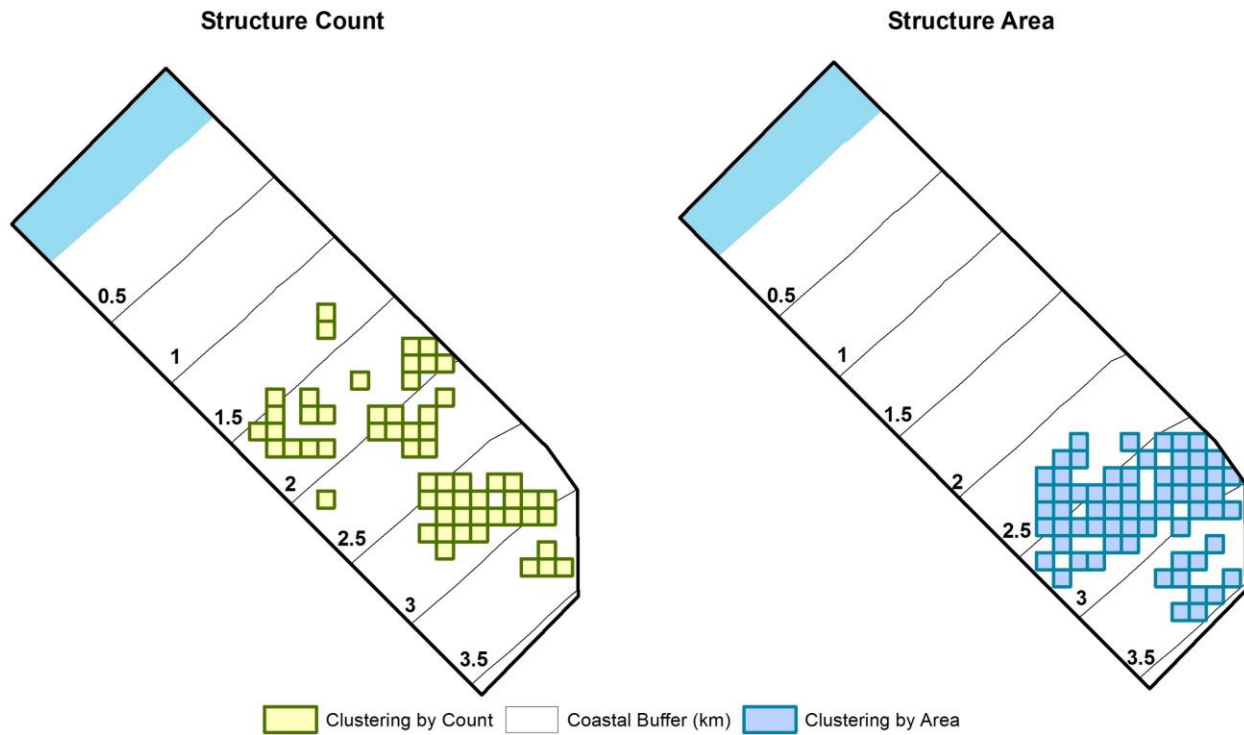 Structure Count
Structure Area
0.5
1
1.5
2
2.5
3
3.5
0.5
1
1.5
2
2.5
3
3.5
Clustering by Count
Coastal Buffer (km)
Clustering by Area